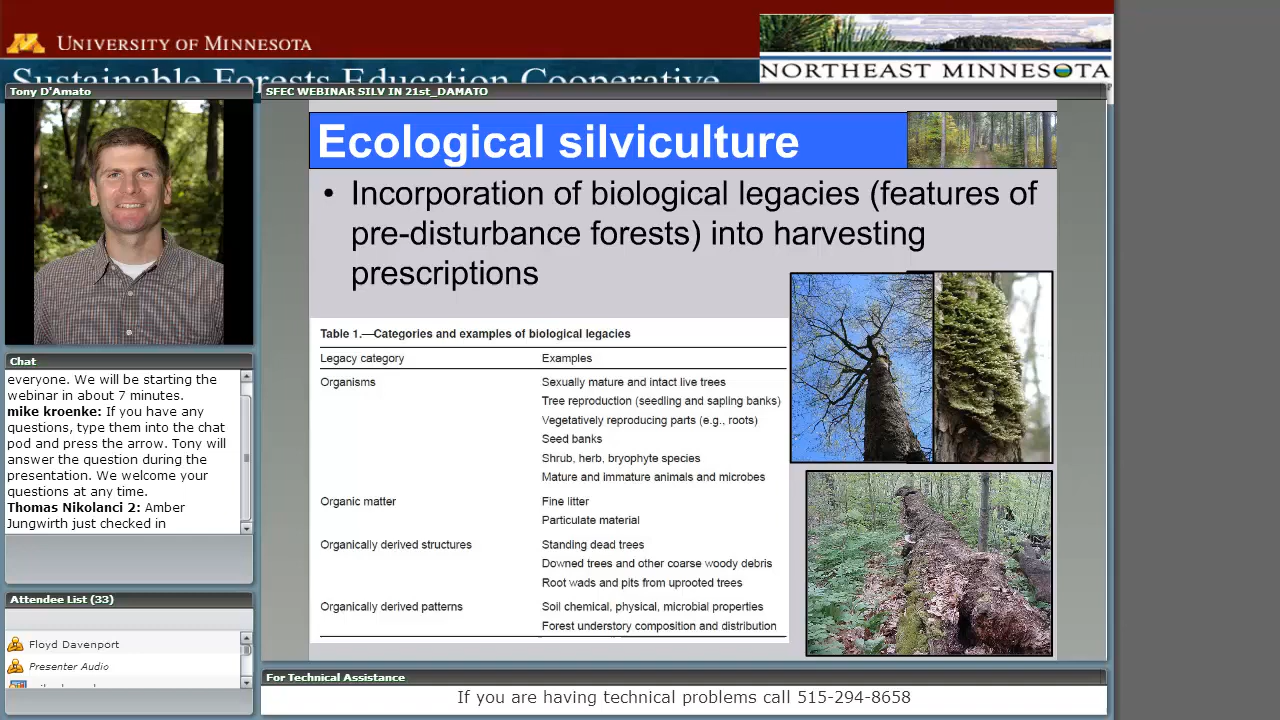 UNIVERSITY OF MINNESOTA
Sustainable Forests Education Cooperative
NORTHEAST MINNESOTA
Tony D'Amato
SFEC WEBINAR SILV IN 21st_DAMATO
Ecological silviculture
• Incorporation of biological legacies (features of
pre-disturbance forests) into harvesting
prescriptions
Table 1.—Categories and examples of biological legacies
Legacy category Examples
Organisms Sexually mature and intact live trees
Tree reproduction (seedling and sapling banks)
Vegetatively reproducing parts (e.g., roots)
Seed banks
Shrub, herb, bryophyte species
Mature and immature animals and microbes
Organic matter Fine litter
Particulate material
Organically derived structures Standing dead trees
Downed trees and other coarse woody debris
Root wads and pits from uprooted trees
Organically derived patterns Soil chemical, physical, microbial properties
Forest understory composition and distribution
Chat
everyone. We will be starting the
webinar in about 7 minutes.
mike kroenke: If you have any
questions, type them into the chat
pod and press the arrow. Tony will
answer the question during the
presentation. We welcome your
questions at any time.
Thomas Nikolanci 2: Amber
Jungwirth just checked in
Attendee List (33)
Floyd Davenport
Presenter Audio
For Technical Assistance
If you are having technical problems call 515-294-8658